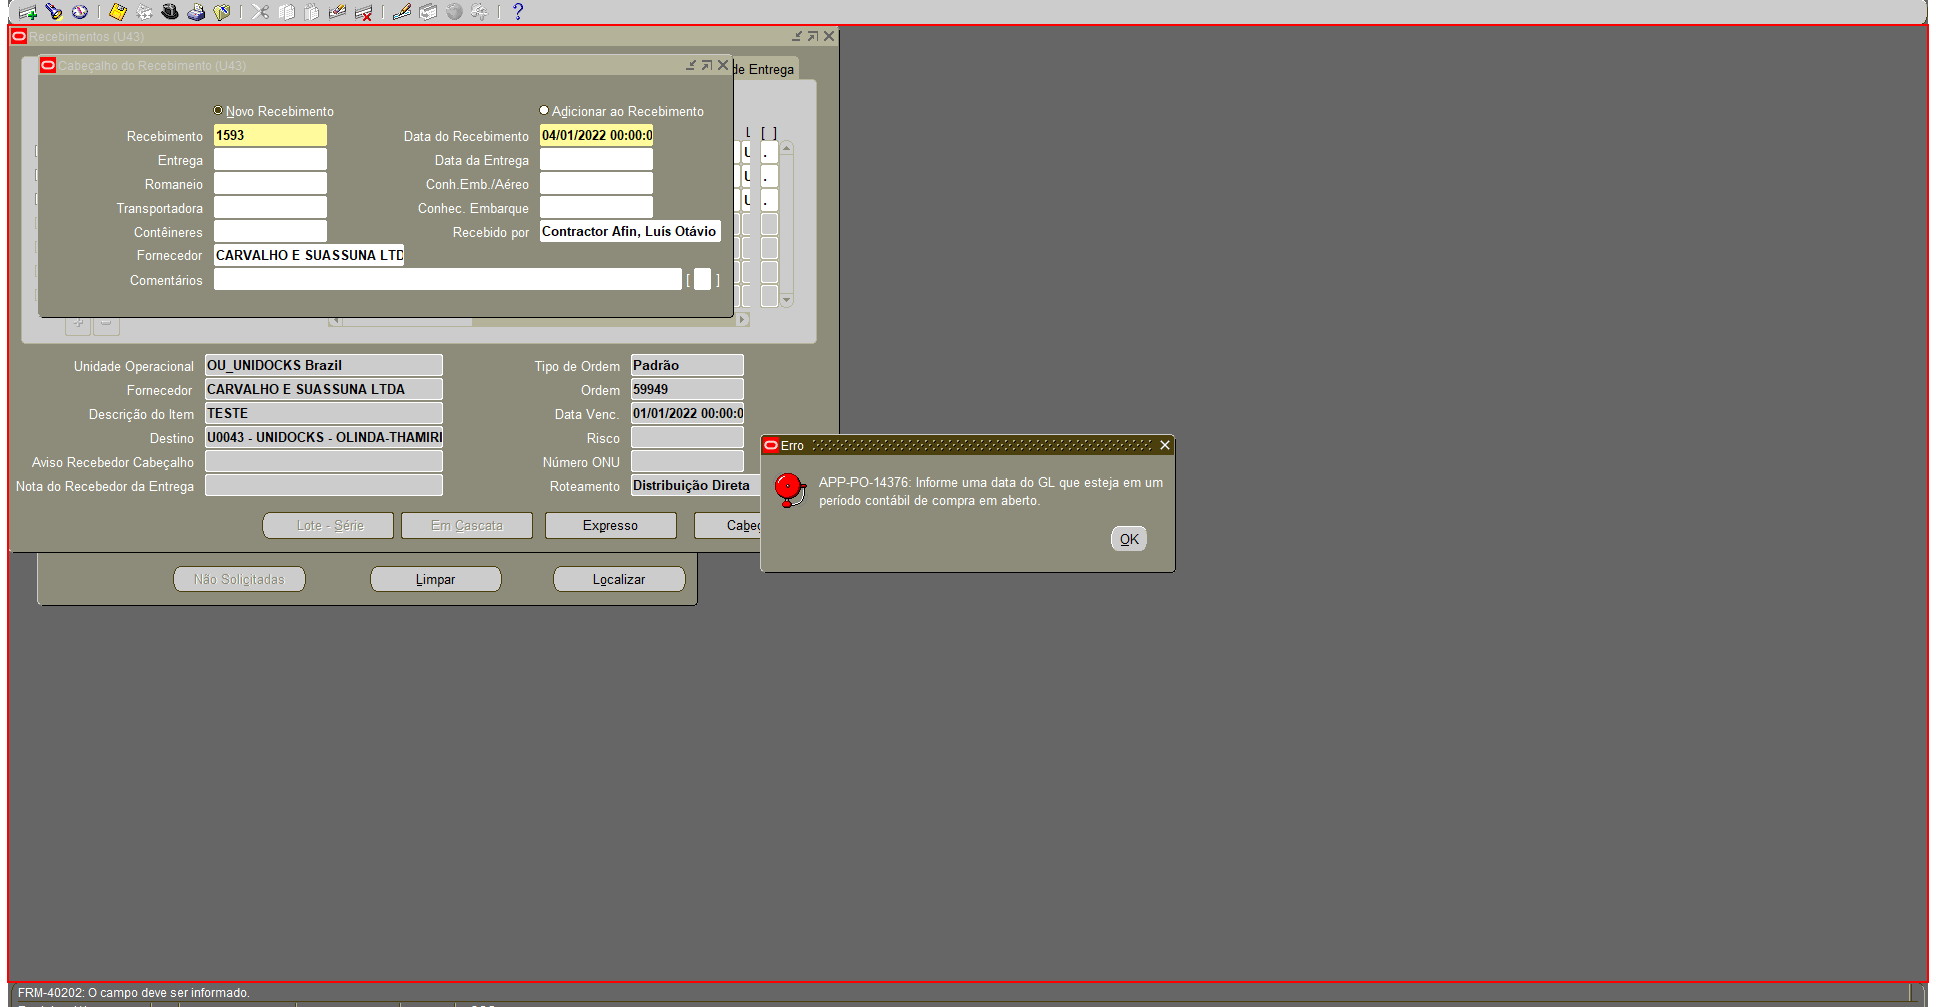 Recebimentos (U43)
Cabeçalho do Recebimento (U43)
de Entrega
Novo Recebimento
Adicionar ao Recebimento
Recebimento 1593
Data do Recebimento 04/01/2022 00:00:0
Entrega
Data da Entrega
Romaneio
Conh.Emb./Aéreo
Transportadora
Conhec. Embarque
Contêineres
Recebido por Contractor Afin, Luís Otávio
Fornecedor CARVALHO E SUASSUNA LTD
Comentários [ ]
L [ ]
U .
U .
U .
Unidade Operacional OU_UNIDOCKS Brazil
Tipo de Ordem Padrão
Fornecedor CARVALHO E SUASSUNA LTDA
Ordem 59949
Descrição do Item TESTE
Data Venc. 01/01/2022 00:00:0
Destino U0043 - UNIDOCKS - OLINDA-THAMIRI
Risco
Aviso Recebedor Cabeçalho
Número ONU
Nota do Recebedor da Entrega
Roteamento Distribuição Direta
Lote - Série
Em Cascata
Expresso
Cabeç
Não Solicitadas
Limpar
Localizar
Erro
APP-PO-14376: Informe uma data do GL que esteja em um
período contábil de compra em aberto.
OK
FRM-40202: O campo deve ser informado.